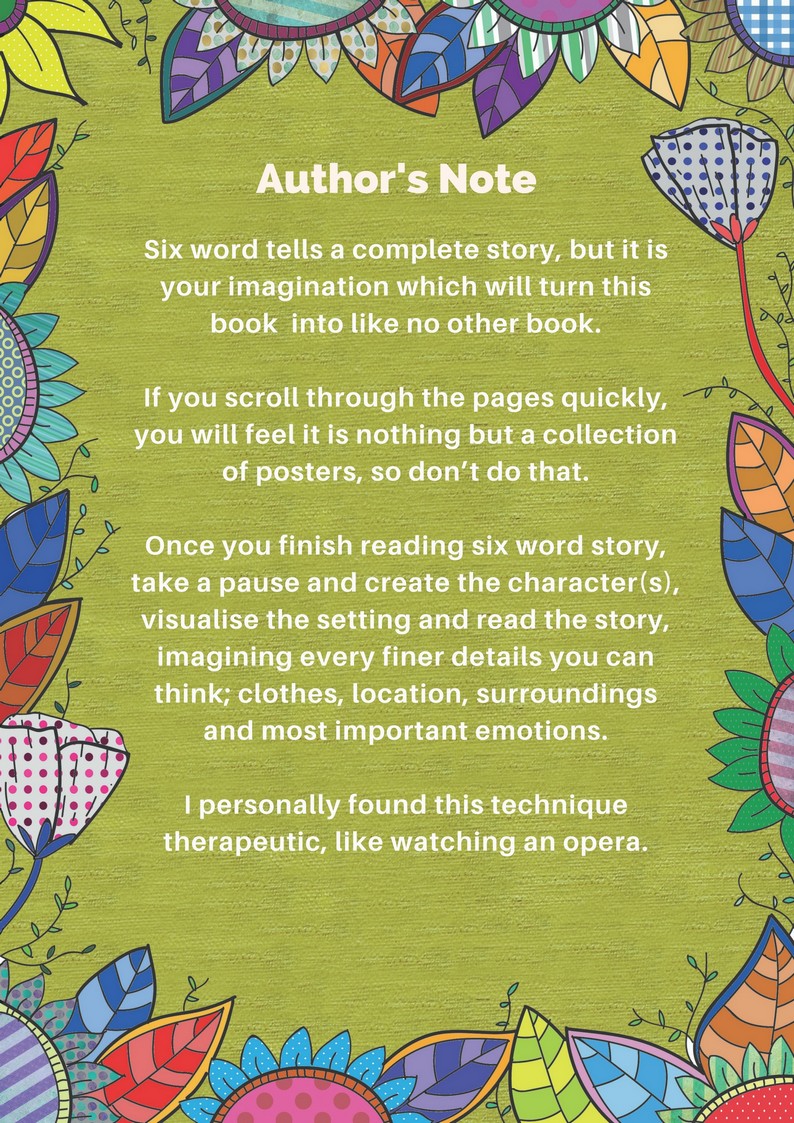 Author's Note
Six word tells a complete story, but it is
your imagination which will turn this
book into like no other book.
If you scroll through the pages quickly,
you will feel it is nothing but a collection
of posters, so don’t do that.
Once you finish reading six word story,
take a pause and create the character(s),
visualise the setting and read the story,
imagining every finer details you can
think; clothes, location, surroundings
and most important emotions.
I personally found this technique
therapeutic, like watching an opera.